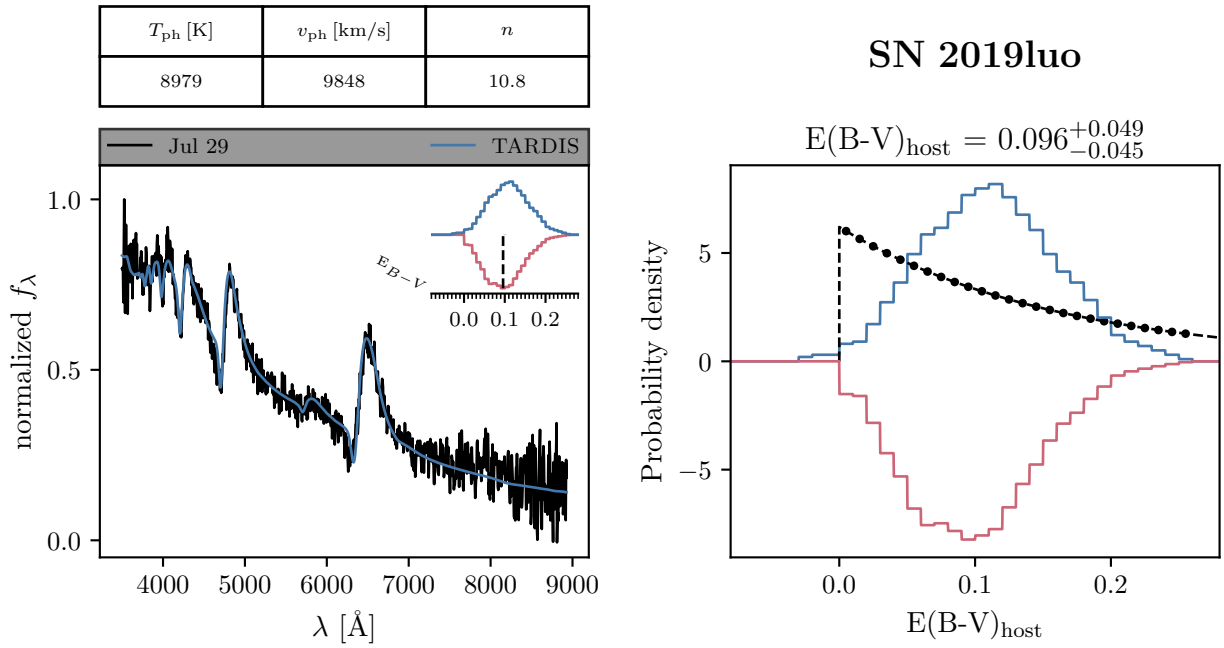 T_ph [K] v_ph [km/s] n
8979 9848 10.8
SN 2019luo
Jul 29 TARDIS
E(B-V)_host = 0.096^{+0.049}_{-0.045}
normalized f_λ
1.0
0.5
0.0
E_{B−V}
0.0 0.1 0.2
4000 5000 6000 7000 8000 9000
λ [Å]
Probability density
5
0
−5
0.0 0.1 0.2
E(B-V)_host